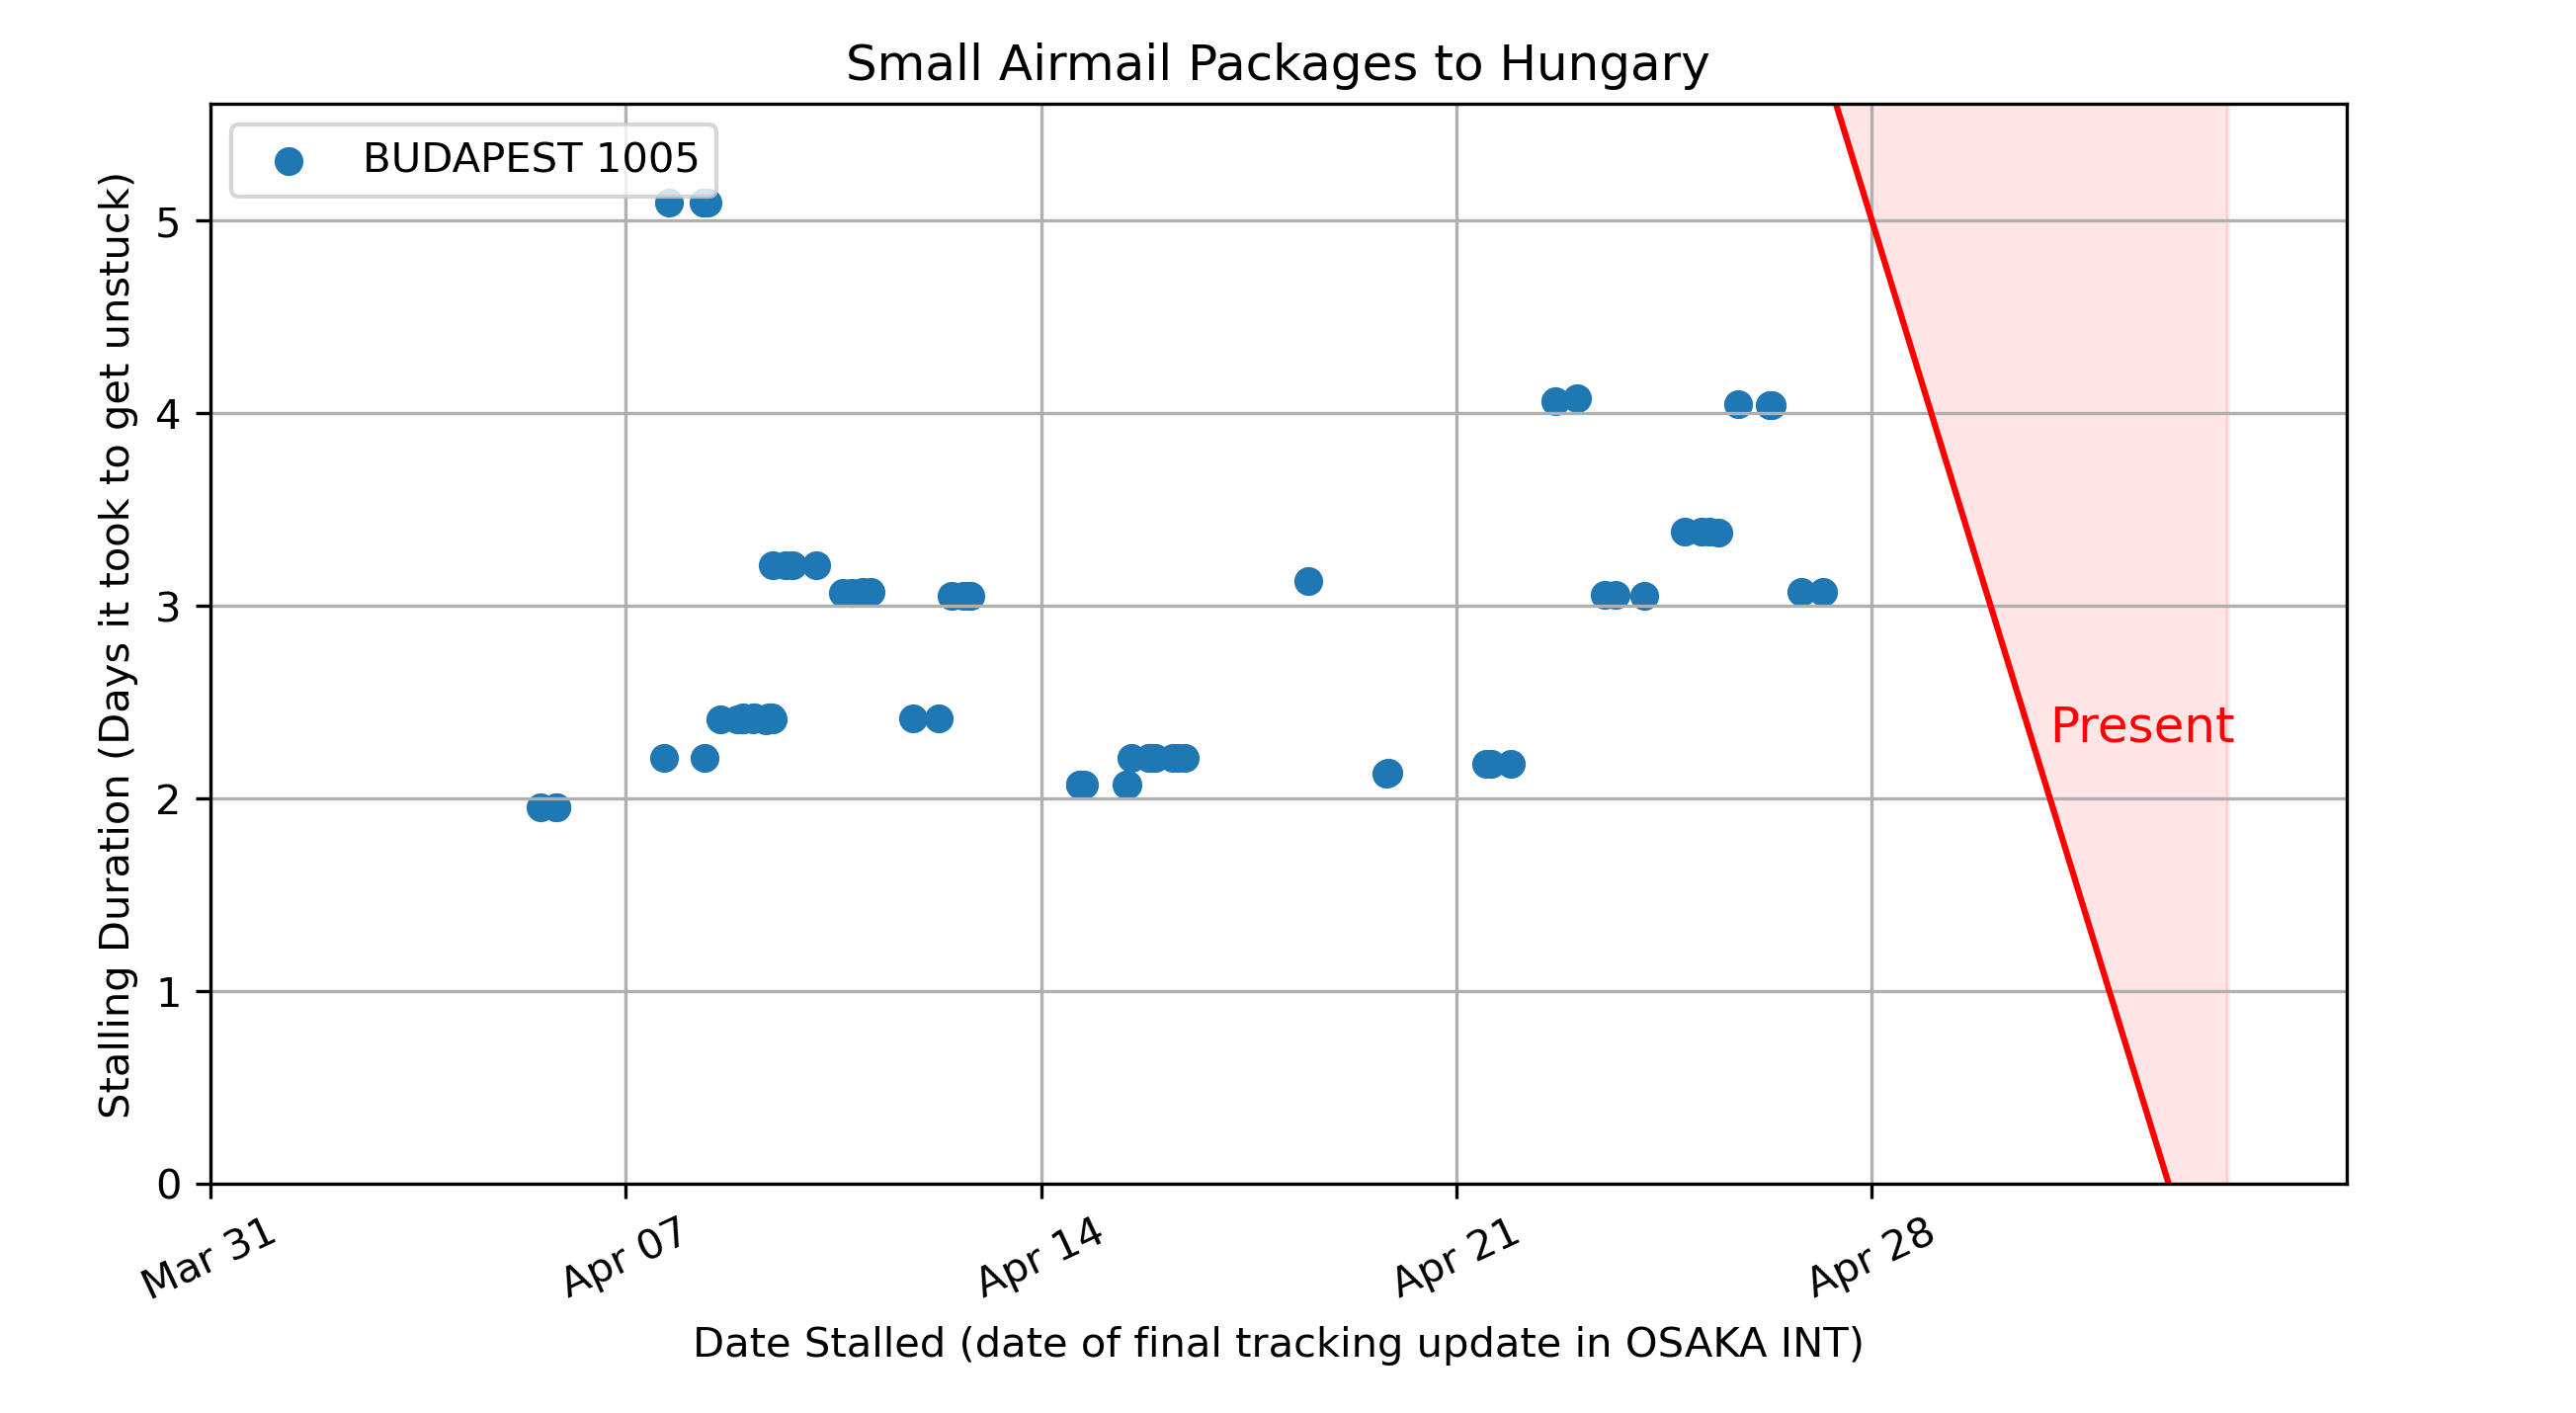 Small Airmail Packages to Hungary
BUDAPEST 1005
Stalling Duration (Days it took to get unstuck)
5
4
3
2
1
0
Present
Mar 31
Apr 07
Apr 14
Apr 21
Apr 28
Date Stalled (date of final tracking update in OSAKA INT)